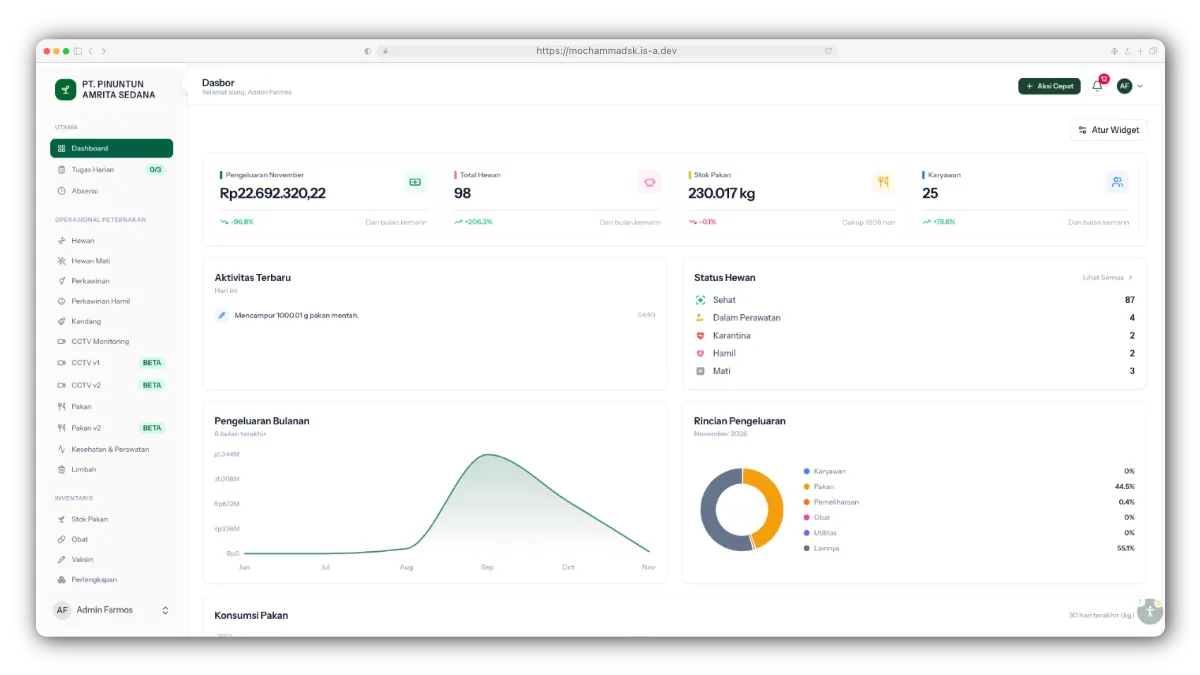 https://mochammadsk.is-a.dev
PT. PINUNTUN
AMRITA SEDANA
UTAMA
Dashboard
Tugas Harian 0/3
Absensi
OPERASIONAL PETERNAKAN
Hewan
Hewan Mati
Perkawinan
Perkawinan Hamil
Kandang
CCTV Monitoring
CCTV v1 BETA
CCTV v2 BETA
Pakan
Pakan v2 BETA
Kesehatan & Perawatan
Limbah
INVENTARIS
Stok Pakan
Obat
Vaksin
Perlengkapan
AF Admin Farmos
Dasbor
Selamat siang, Admin Farmos
+ Aksi Cepat
12
AF
Atur Widget
Pengeluaran November
Rp22.692.320,22
-96.8% Dari bulan kemarin
Total Hewan
98
+206.3% Dari bulan kemarin
Stok Pakan
230.017 kg
-0.1% Cukup 1608 hari
Karyawan
25
+78.6% Dari bulan kemarin
Aktivitas Terbaru
Hari ini
Mencampur 1000.01 g pakan mentah.
Status Hewan
Lihat Semua
Sehat 87
Dalam Perawatan 4
Karantina 2
Hamil 2
Mati 3
Pengeluaran Bulanan
6 bulan terakhir
p1.344M
Rp672M
Rp336M
Rp0
Jun Jul Aug Sep Oct Nov
Rincian Pengeluaran
November 2026
Karyawan 0%
Pakan 44.5%
Pemeliharaan 0.4%
Obat 0%
Utilitas 0%
Lainnya 55.1%
Konsumsi Pakan
30 hari terakhir (kg)